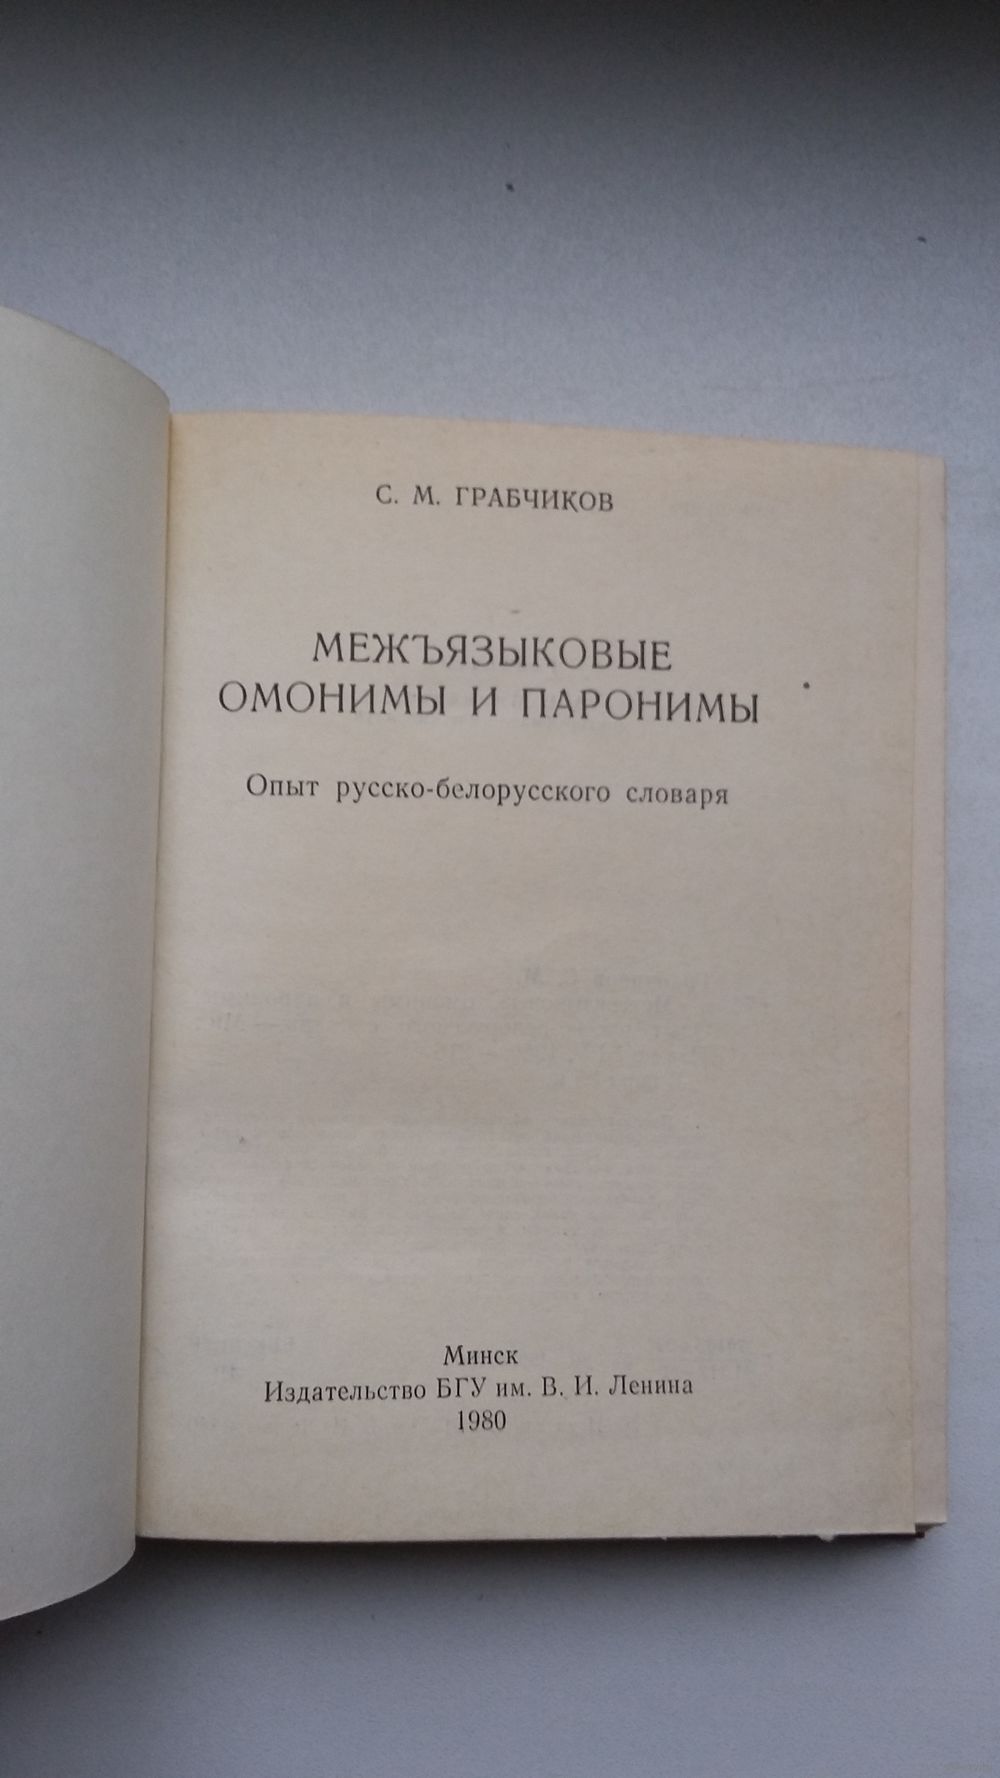 С. М. ГРАБЧИКОВ
МЕЖЪЯЗЫКОВЫЕ
ОМОНИМЫ И ПАРОНИМЫ
Опыт русско-белорусского словаря
Минск
Издательство БГУ им. В. И. Ленина
1980